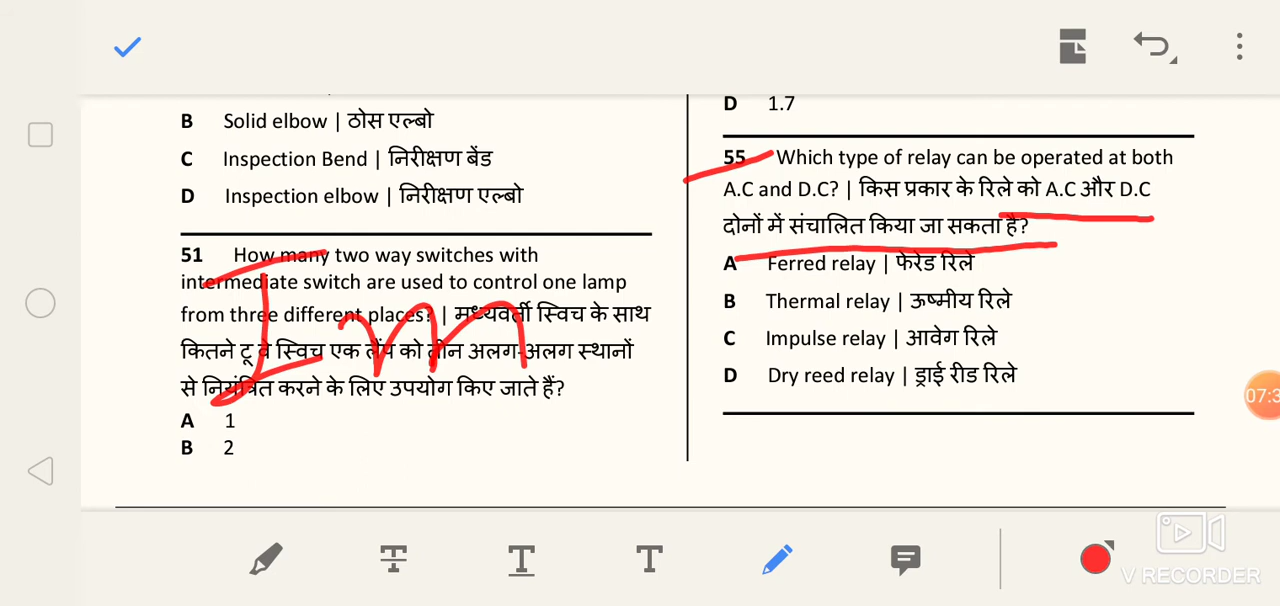 B Solid elbow | ठोस एल्बो
C Inspection Bend | निरीक्षण बेंड
D Inspection elbow | निरीक्षण एल्बो
51 How many two way switches with
intermediate switch are used to control one lamp
from three different places? | मध्यवर्ती स्विच के साथ
कितने टू वे स्विच एक लैंप को तीन अलग-अलग स्थानों
से नियंत्रित करने के लिए उपयोग किए जाते हैं?
A 1
B 2
Im
D 1.7
55 Which type of relay can be operated at both
A.C and D.C? | किस प्रकार के रिले को A.C और D.C
दोनों में संचालित किया जा सकता है?
A Ferred relay | फेरेड रिले
B Thermal relay | ऊष्मीय रिले
C Impulse relay | आवेग रिले
D Dry reed relay | ड्राई रीड रिले
07:3
T T T
V RECORDER